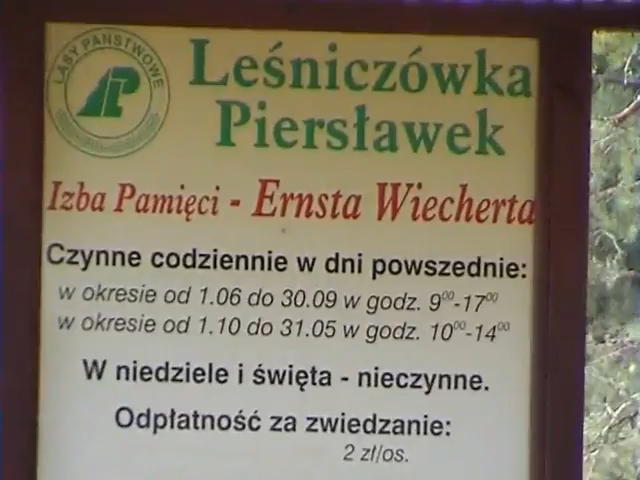 LASY PAŃSTWOWE
Leśniczówka
Piersławek
Izba Pamięci - Ernsta Wiecherta
Czynne codziennie w dni powszednie:
w okresie od 1.06 do 30.09 w godz. 9⁰⁰-17⁰⁰
w okresie od 1.10 do 31.05 w godz. 10⁰⁰-14⁰⁰
W niedziele i święta - nieczynne.
Odpłatność za zwiedzanie:
2 zł/os.